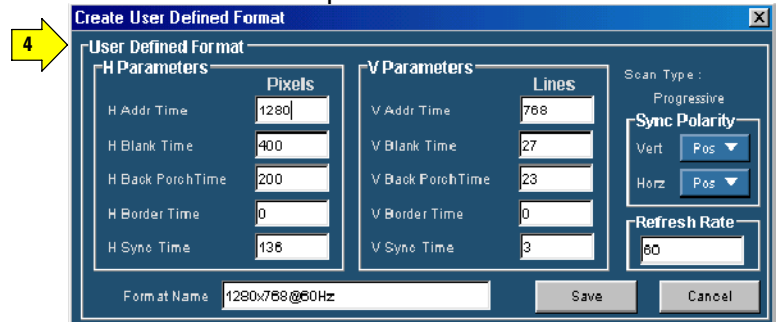 Create User Defined Format
4
User Defined Format
H Parameters
Pixels
H Addr Time 1280
H Blank Time 400
H Back PorchTime 200
H Border Time 0
H Sync Time 136
V Parameters
Lines
V Addr Time 768
V Blank Time 27
V Back PorchTime 23
V Border Time 0
V Sync Time 3
Scan Type :
Progressive
Sync Polarity
Vert Pos
Horz Pos
Refresh Rate
60
Format Name 1280x768@60Hz
Save
Cancel